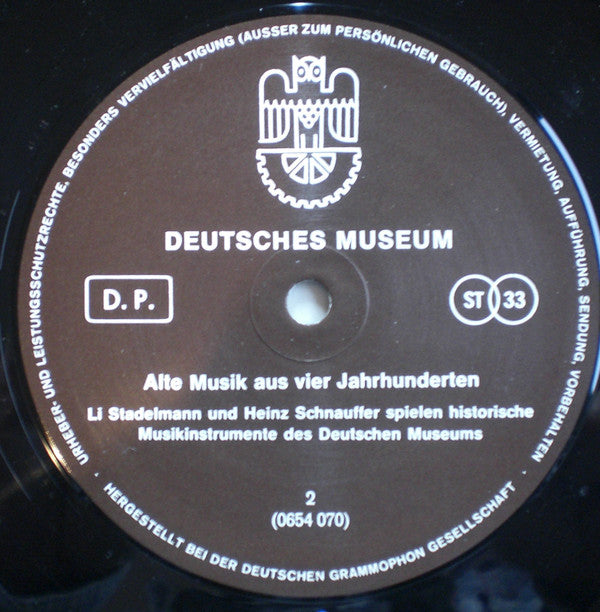 URHEBER- UND LEISTUNGSSCHUTZRECHTE, BESONDERS VERVIELFÄLTIGUNG (AUSSER ZUM PERSÖNLICHEN GEBRAUCH), VERMIETUNG, AUFFÜHRUNG, SENDUNG, VORBEHALTEN
DEUTSCHES MUSEUM
D. P.
ST 33
Alte Musik aus vier Jahrhunderten
Li Stadelmann und Heinz Schnauffer spielen historische
Musikinstrumente des Deutschen Museums
2
(0654 070)
· HERGESTELLT BEI DER DEUTSCHEN GRAMMOPHON GESELLSCHAFT ·